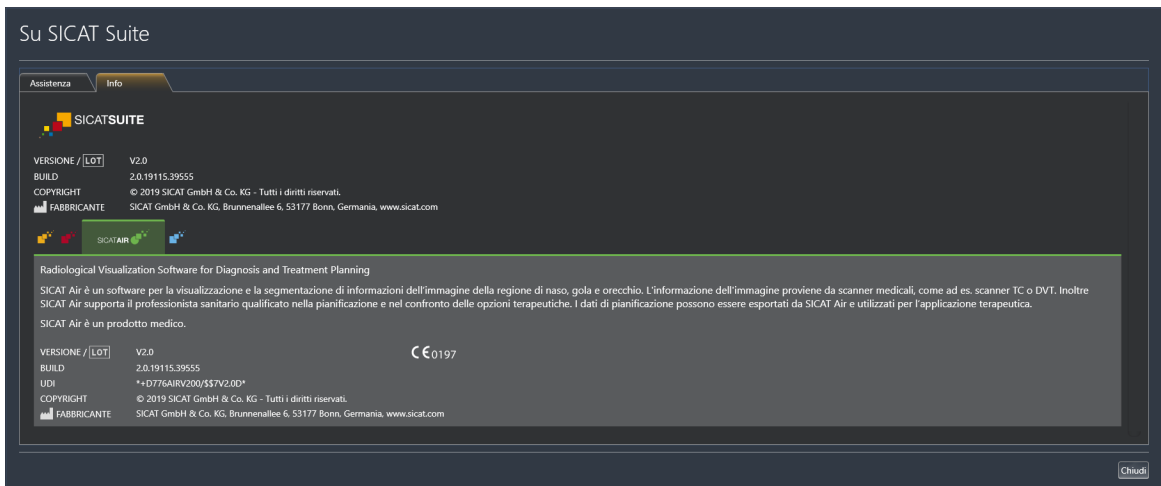 Su SICAT Suite
Assistenza
Info
SICATSUITE
VERSIONE / LOT V2.0
BUILD 2.0.19115.39555
COPYRIGHT © 2019 SICAT GmbH & Co. KG - Tutti i diritti riservati.
FABBRICANTE SICAT GmbH & Co. KG, Brunnenallee 6, 53177 Bonn, Germania, www.sicat.com
SICATAIR
Radiological Visualization Software for Diagnosis and Treatment Planning
SICAT Air è un software per la visualizzazione e la segmentazione di informazioni dell'immagine della regione di naso, gola e orecchio. L'informazione dell'immagine proviene da scanner medicali, come ad es. scanner TC o DVT. Inoltre
SICAT Air supporta il professionista sanitario qualificato nella pianificazione e nel confronto delle opzioni terapeutiche. I dati di pianificazione possono essere esportati da SICAT Air e utilizzati per l'applicazione terapeutica.
SICAT Air è un prodotto medico.
VERSIONE / LOT V2.0 CE0197
BUILD 2.0.19115.39555
UDI *+D776AIRV200/$$7V2.0D*
COPYRIGHT © 2019 SICAT GmbH & Co. KG - Tutti i diritti riservati.
FABBRICANTE SICAT GmbH & Co. KG, Brunnenallee 6, 53177 Bonn, Germania, www.sicat.com
Chiudi